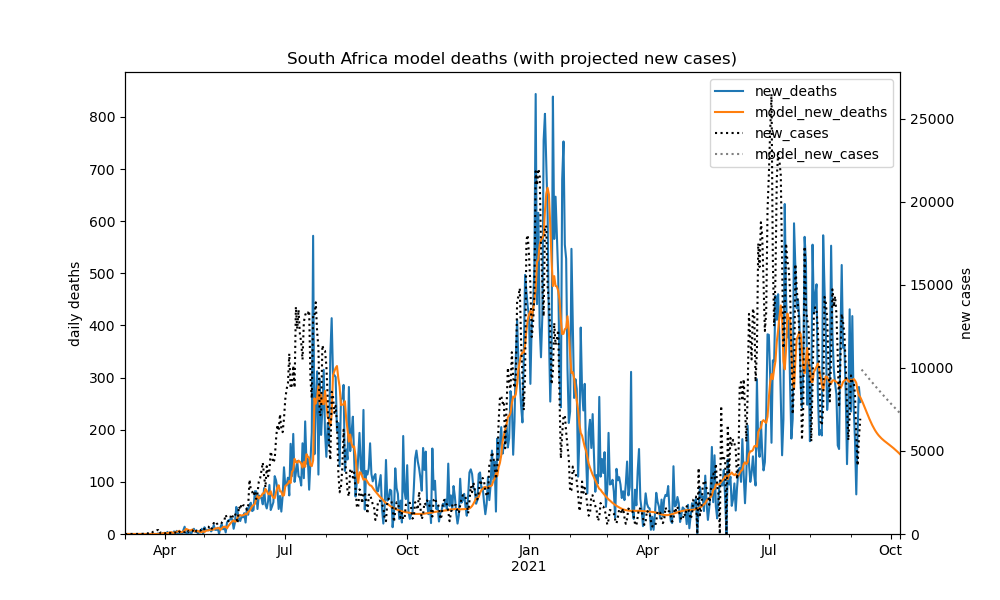 South Africa model deaths (with projected new cases)
new_deaths
model_new_deaths
new_cases
model_new_cases
800
700
600
500
400
300
200
100
0
daily deaths
25000
20000
15000
10000
5000
0
new cases
Apr Jul Oct Jan Apr Jul Oct
2021